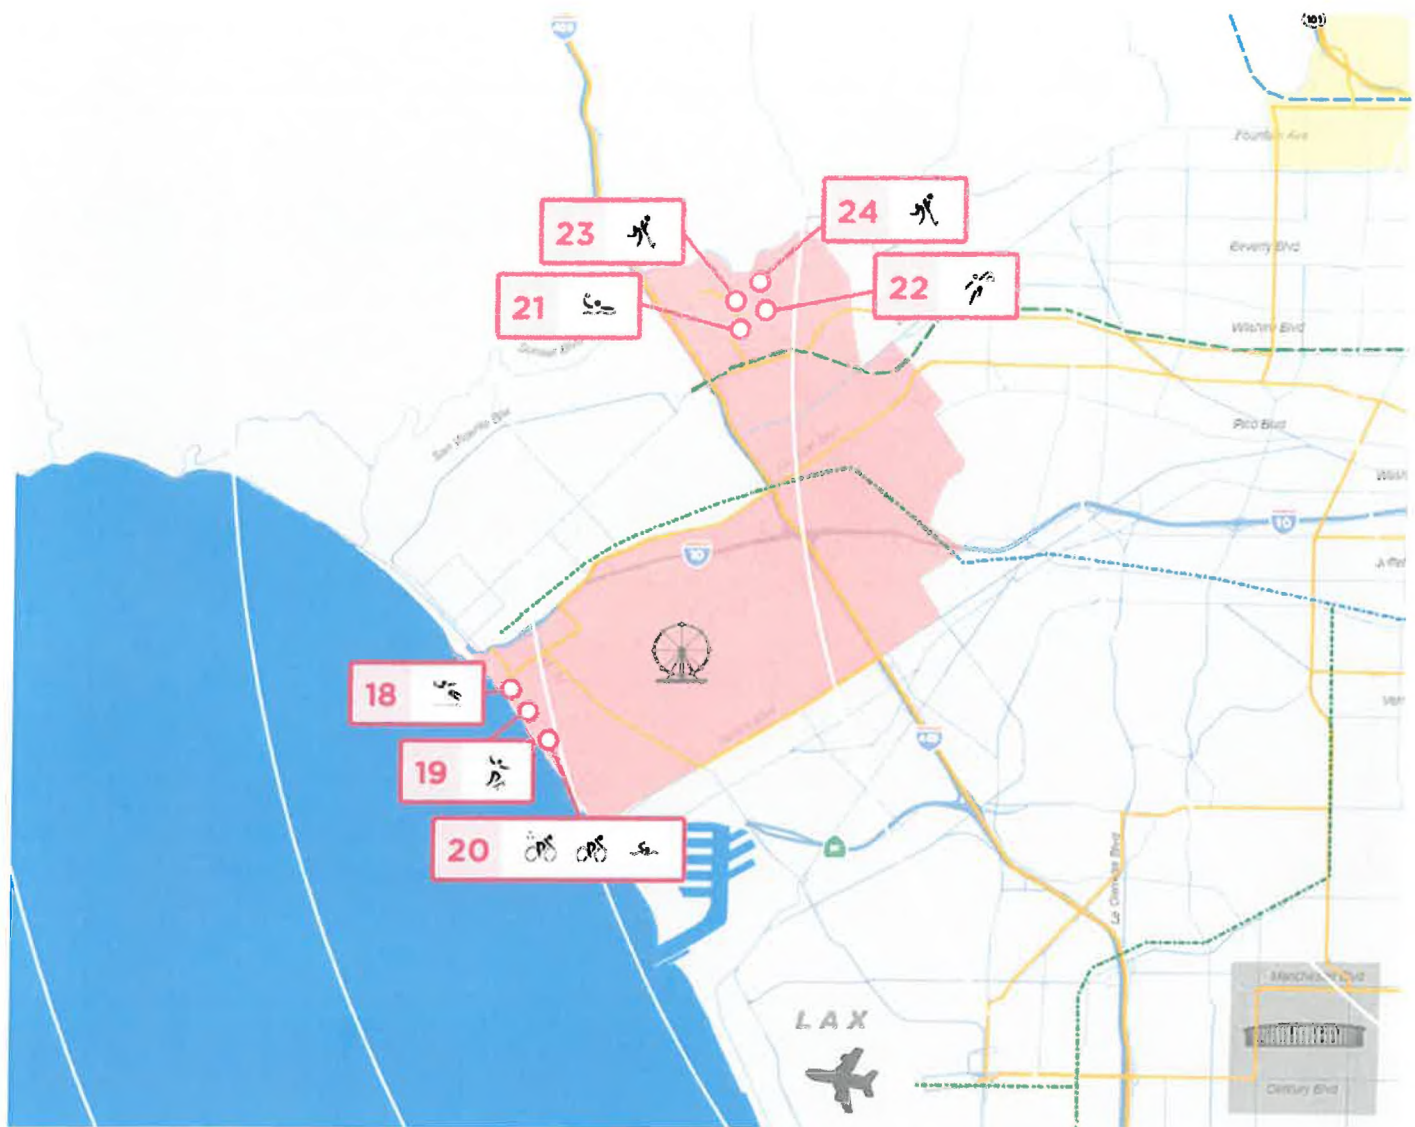 405
101
Fountain Ave
24
23
Beverly Blvd
22
21
Wilshire Blvd
Sunset Blvd
Pico Blvd
San Vicente Blvd
10
10
18
405
19
20
La Cienega Blvd
Manchester Blvd
LAX
Century Blvd